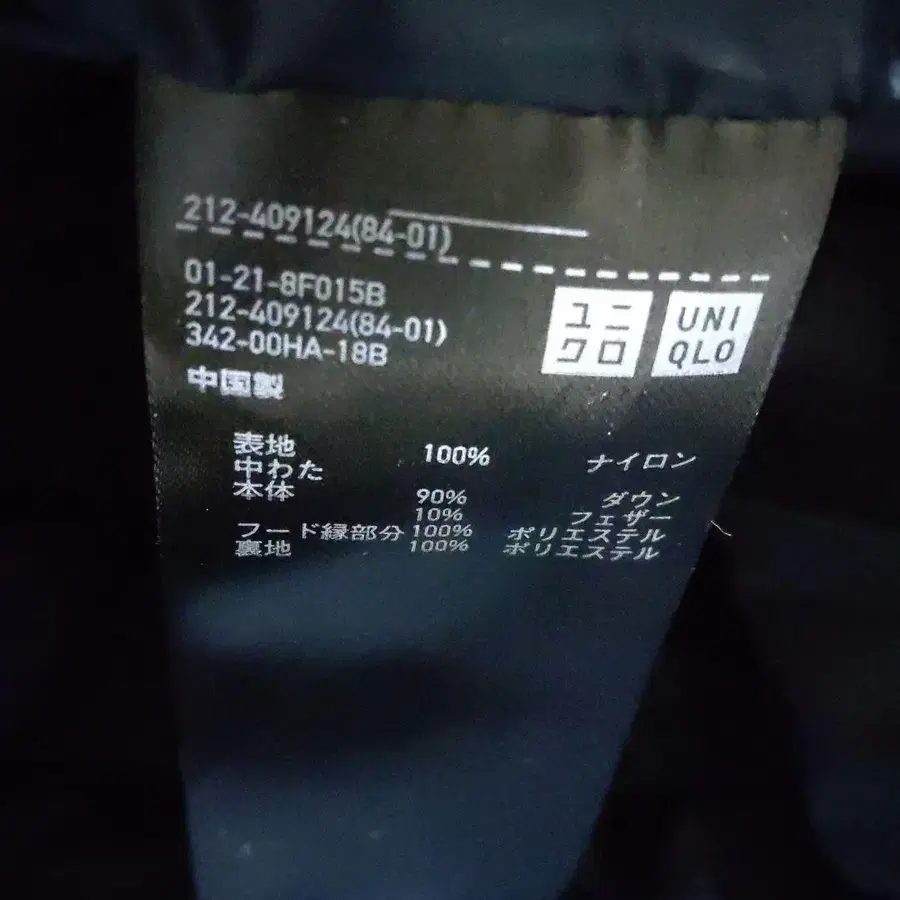 212-409124(84-01)
01-21-8F015B
212-409124(84-01)
342-00HA-18B
中国製
ユニ
クロ
UNI
QLO
表地 100% ナイロン
中わた
本体 90% ダウン
10% フェザー
フード縁部分 100% ポリエステル
裏地 100% ポリエステル